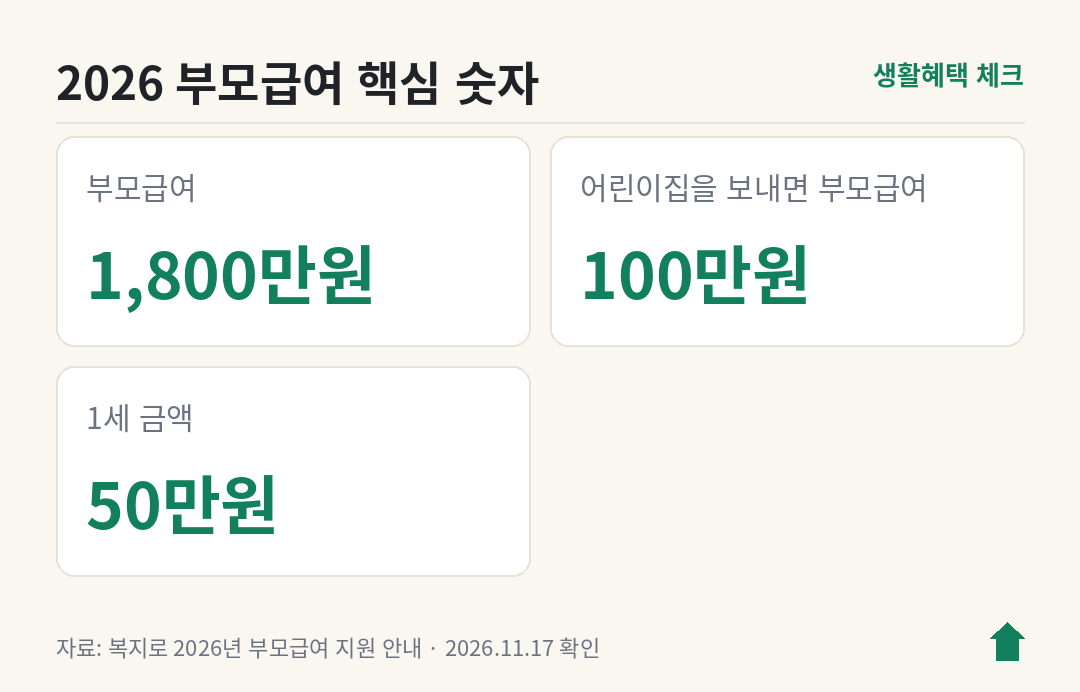 2026 부모급여 핵심 숫자
생활혜택 체크
부모급여
1,800만원
어린이집을 보내면 부모급여
100만원
1세 금액
50만원
자료: 복지로 2026년 부모급여 지원 안내 · 2026.11.17 확인